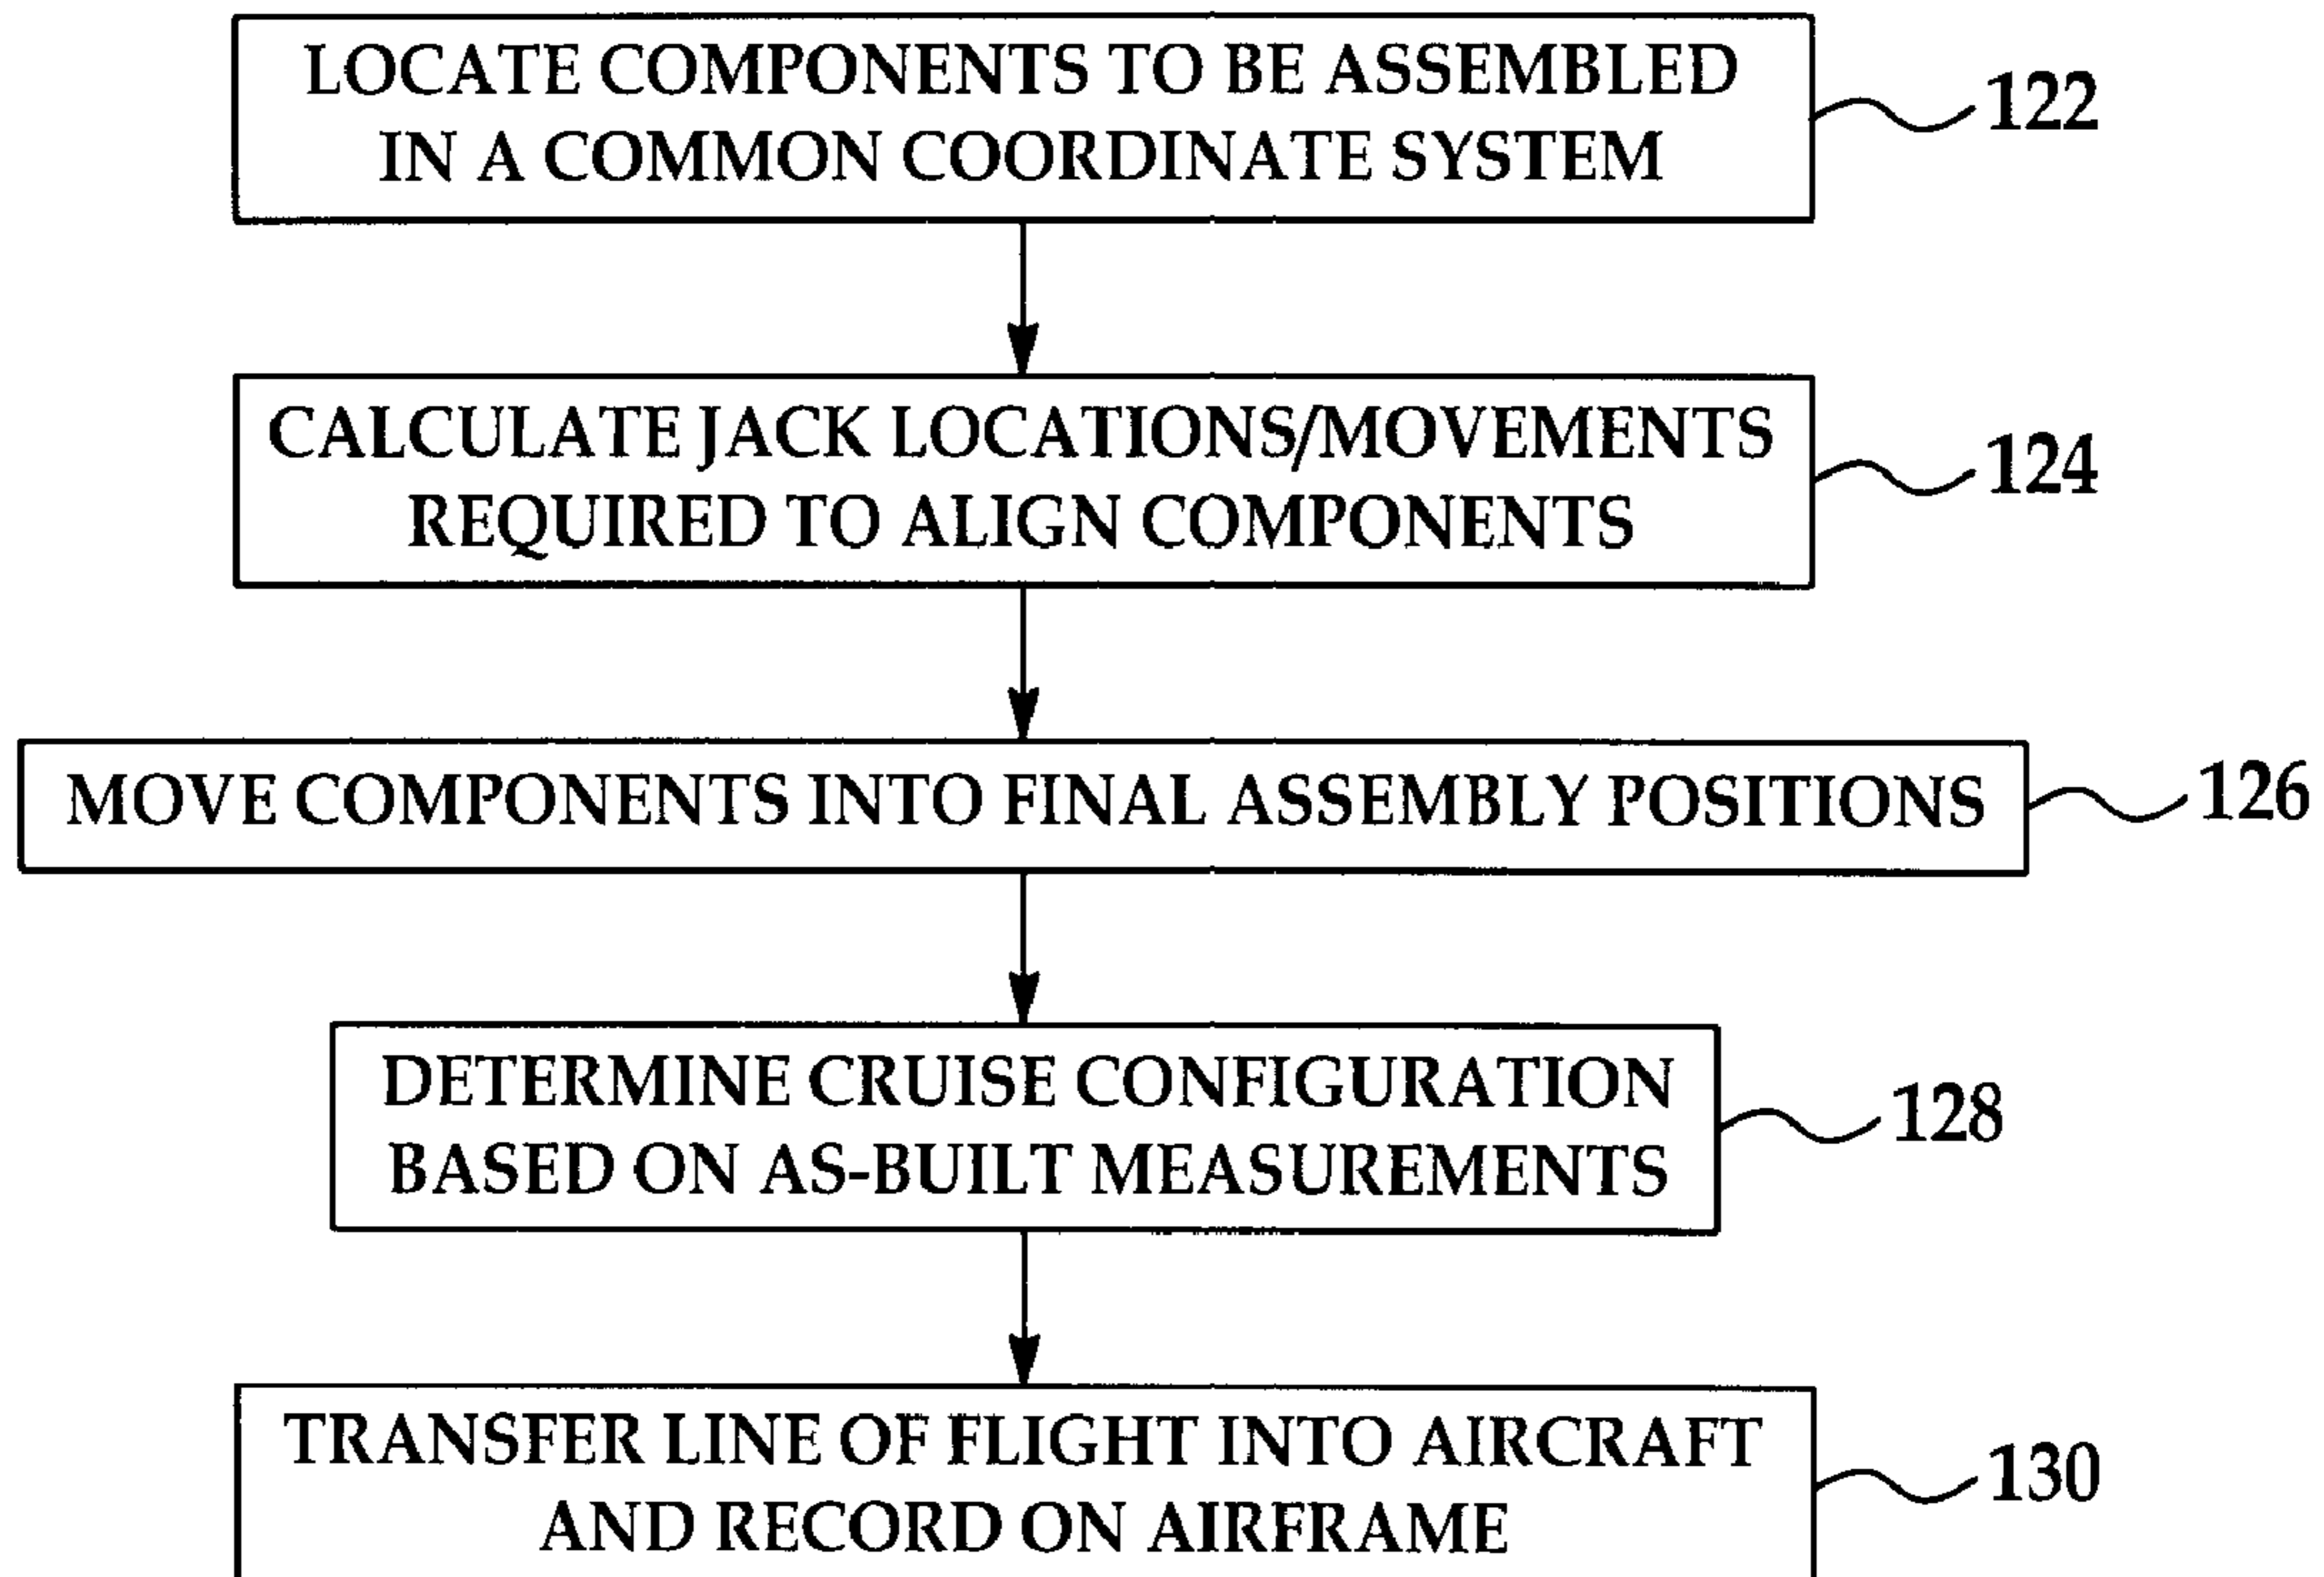 LOCATE COMPONENTS TO BE ASSEMBLED
IN A COMMON COORDINATE SYSTEM
122
CALCULATE JACK LOCATIONS/MOVEMENTS
REQUIRED TO ALIGN COMPONENTS
124
MOVE COMPONENTS INTO FINAL ASSEMBLY POSITIONS
126
DETERMINE CRUISE CONFIGURATION
BASED ON AS-BUILT MEASUREMENTS
128
TRANSFER LINE OF FLIGHT INTO AIRCRAFT
AND RECORD ON AIRFRAME
130